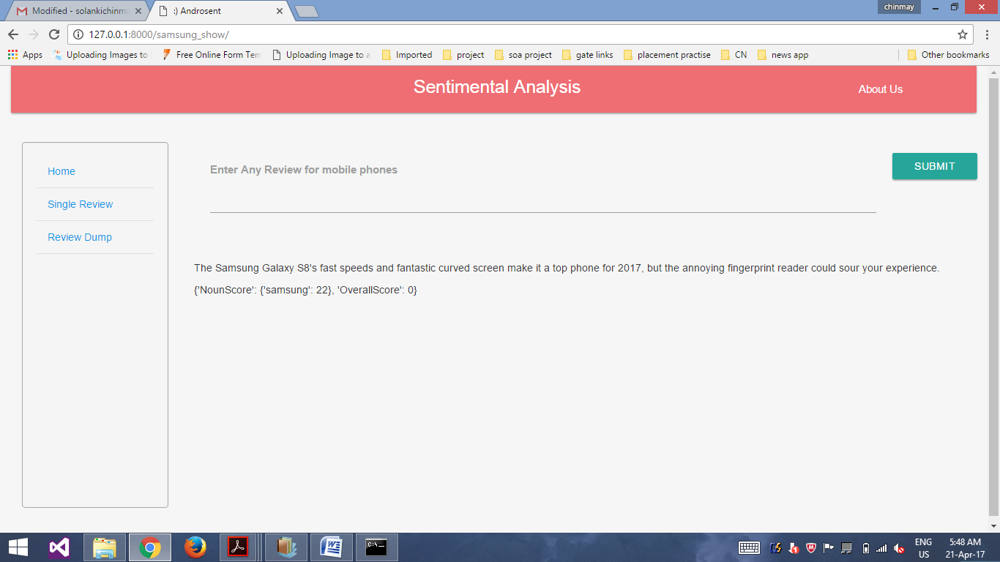 Modified - solankichinma
:) Androsent
chinmay
127.0.0.1:8000/samsung_show/
Apps
Uploading Images to
Free Online Form Tem
Uploading Image to a
Imported
project
soa project
gate links
placement practise
CN
news app
Other bookmarks
Sentimental Analysis
About Us
Home
Single Review
Review Dump
Enter Any Review for mobile phones
SUBMIT
The Samsung Galaxy S8's fast speeds and fantastic curved screen make it a top phone for 2017, but the annoying fingerprint reader could sour your experience.
{'NounScore': {'samsung': 22}, 'OverallScore': 0}
ENG
US
5:48 AM
21-Apr-17